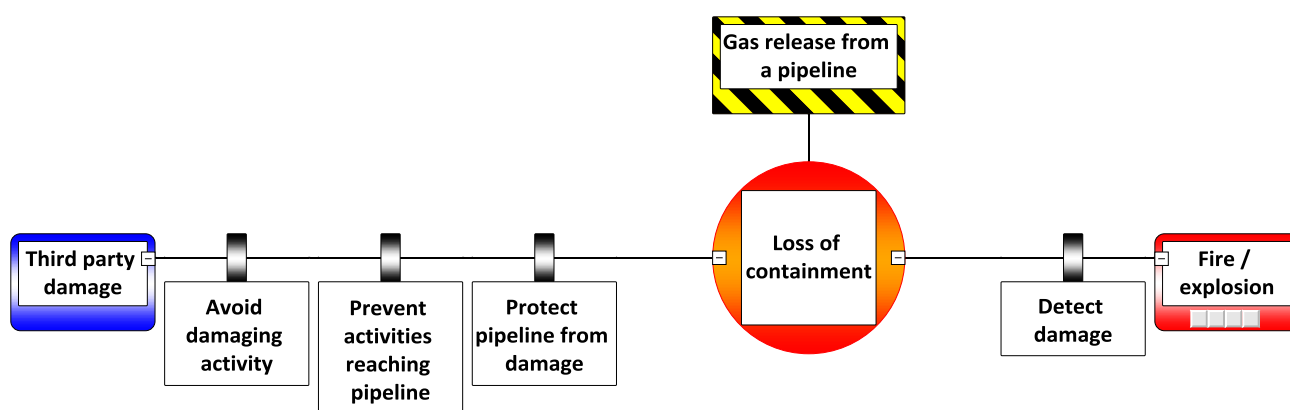 Gas release from
a pipeline
Third party
damage
Avoid
damaging
activity
Prevent
activities
reaching
pipeline
Protect
pipeline from
damage
Loss of
containment
Detect
damage
Fire /
explosion